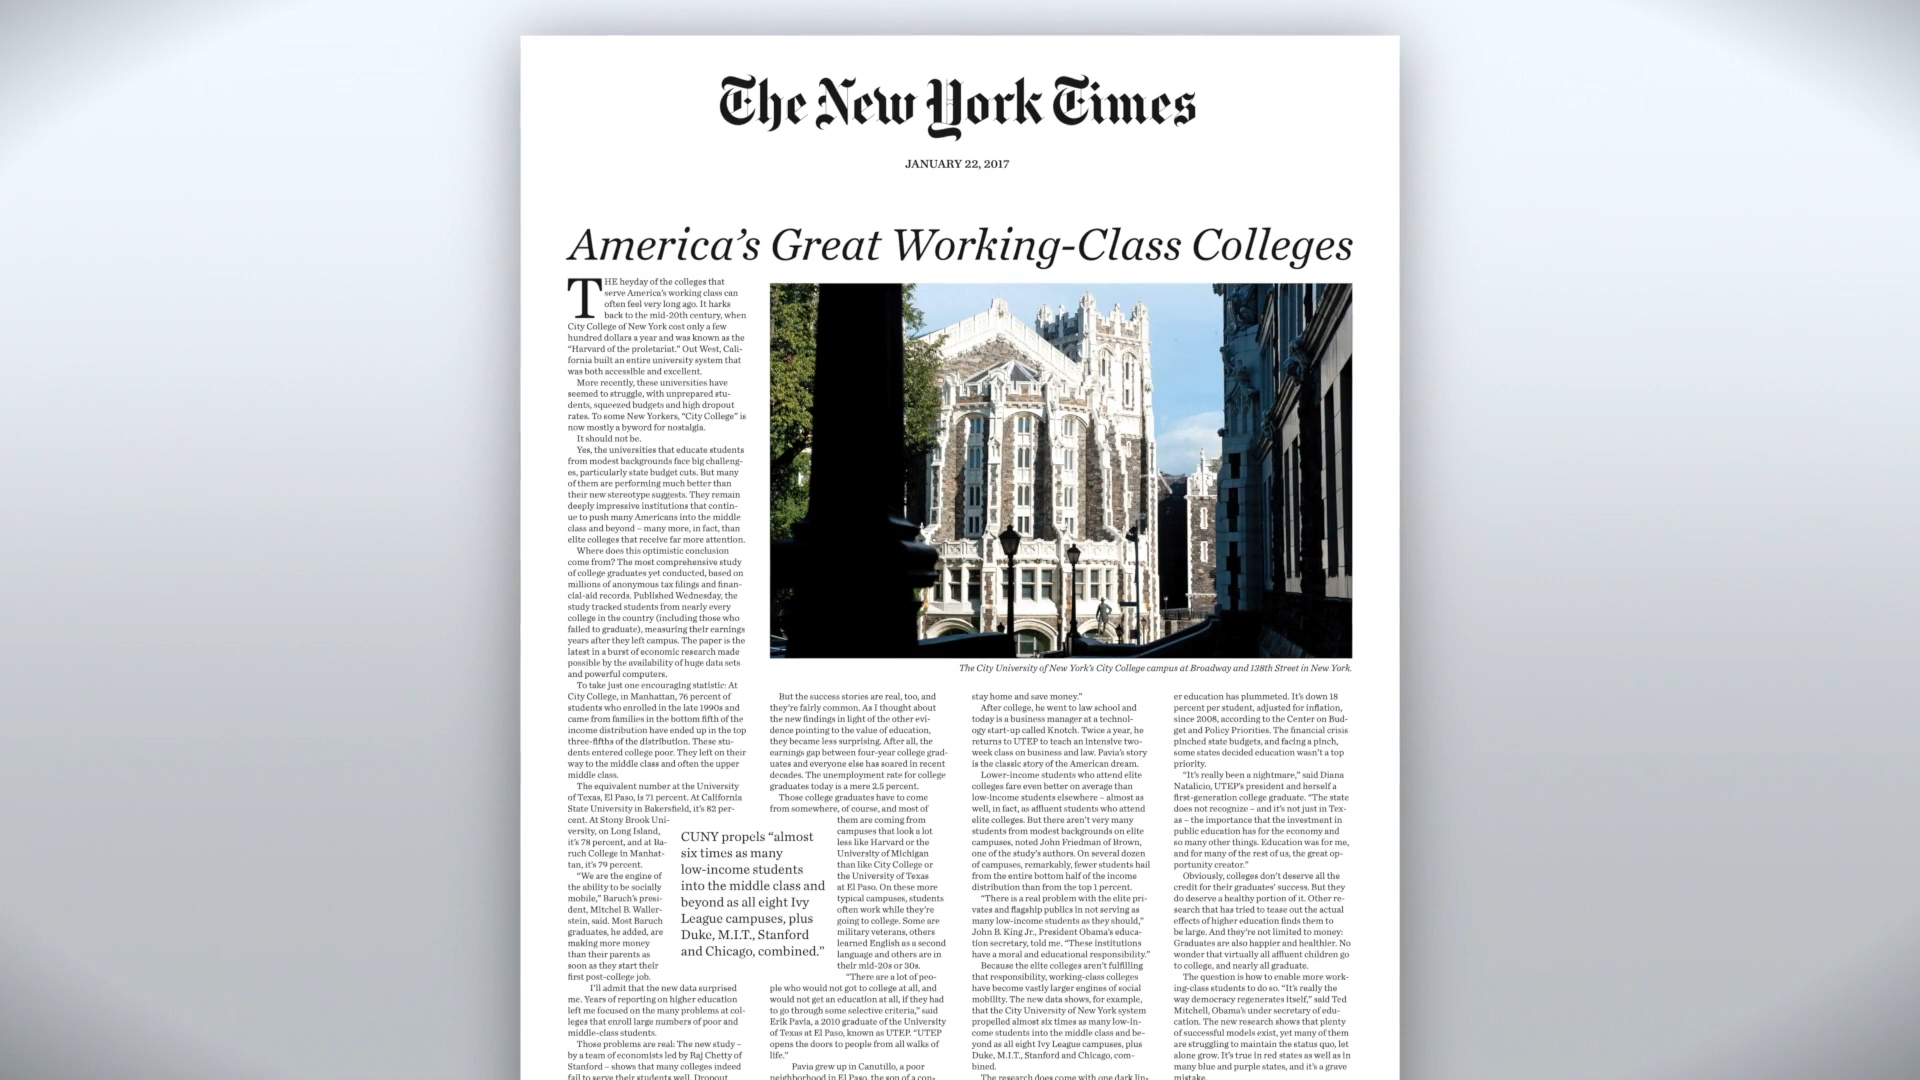 The New York Times
JANUARY 22, 2017
America's Great Working-Class Colleges
THE heyday of the colleges that
serve America's working class can
often feel very long ago. It harks
back to the mid-20th century, when
City College of New York cost only a few
hundred dollars a year and was known as the
“Harvard of the proletariat.” Out West, Cali-
fornia built an entire university system that
was both accessible and excellent.
More recently, these universities have
seemed to struggle, with unprepared stu-
dents, squeezed budgets and high dropout
rates. To some New Yorkers, “City College” is
now mostly a byword for nostalgia.
It should not be.
Yes, the universities that educate students
from modest backgrounds face big challeng-
es, particularly state budget cuts. But many
of them are performing much better than
their new stereotype suggests. They remain
deeply impressive institutions that contin-
ue to push many Americans into the middle
class and beyond – many more, in fact, than
elite colleges that receive far more attention.
Where does this optimistic conclusion
come from? The most comprehensive study
of college graduates yet conducted, based on
millions of anonymous tax filings and finan-
cial-aid records. Published Wednesday, the
study tracked students from nearly every
college in the country (including those who
failed to graduate), measuring their earnings
years after they left campus. The paper is the
latest in a burst of economic research made
possible by the availability of huge data sets
and powerful computers.
To take just one encouraging statistic: At
City College, in Manhattan, 76 percent of
students who enrolled in the late 1990s and
came from families in the bottom fifth of the
income distribution have ended up in the top
three-fifths of the distribution. These stu-
dents entered college poor. They left on their
way to the middle class and often the upper
middle class.
The equivalent number at the University
of Texas, El Paso, is 71 percent. At California
State University in Bakersfield, it's 82 per-
cent. At Stony Brook Uni-
versity, on Long Island,
it's 78 percent, and at Ba-
ruch College in Manhat-
tan, it's 79 percent.
“We are the engine of
the ability to be socially
mobile,” Baruch's presi-
dent, Mitchel B. Waller-
stein, said. Most Baruch
graduates, he added, are
making more money
than their parents as
soon as they start their
first post-college job.
I'll admit that the new data surprised
me. Years of reporting on higher education
left me focused on the many problems at col-
leges that enroll large numbers of poor and
middle-class students.
Those problems are real: The new study –
by a team of economists led by Raj Chetty of
Stanford – shows that many colleges indeed
fail to serve their students well. Dropout
CUNY propels “almost
six times as many
low-income students
into the middle class and
beyond as all eight Ivy
League campuses, plus
Duke, M.I.T., Stanford
and Chicago, combined.”
The City University of New York's City College campus at Broadway and 138th Street in New York.
But the success stories are real, too, and
they're fairly common. As I thought about
the new findings in light of the other evi-
dence pointing to the value of education,
they became less surprising. After all, the
earnings gap between four-year college grad-
uates and everyone else has soared in recent
decades. The unemployment rate for college
graduates today is a mere 2.5 percent.
Those college graduates have to come
from somewhere, of course, and most of
them are coming from
campuses that look a lot
less like Harvard or the
University of Michigan
than like City College or
the University of Texas
at El Paso. On these more
typical campuses, students
often work while they're
going to college. Some are
military veterans, others
learned English as a second
language and others are in
their mid-20s or 30s.
“There are a lot of peo-
ple who would not got to college at all, and
would not get an education at all, if they had
to go through some selective criteria,” said
Erik Pavia, a 2010 graduate of the University
of Texas at El Paso, known as UTEP. “UTEP
opens the doors to people from all walks of
life.”
Pavia grew up in Canutillo, a poor
neighborhood in El Paso, the son of a con-
stay home and save money.”
After college, he went to law school and
today is a business manager at a technol-
ogy start-up called Knotch. Twice a year, he
returns to UTEP to teach an intensive two-
week class on business and law. Pavia's story
is the classic story of the American dream.
Lower-income students who attend elite
colleges fare even better on average than
low-income students elsewhere – almost as
well, in fact, as affluent students who attend
elite colleges. But there aren't very many
students from modest backgrounds on elite
campuses, noted John Friedman of Brown,
one of the study's authors. On several dozen
of campuses, remarkably, fewer students hail
from the entire bottom half of the income
distribution than from the top 1 percent.
“There is a real problem with the elite pri-
vates and flagship publics in not serving as
many low-income students as they should,”
John B. King Jr., President Obama's educa-
tion secretary, told me. “These institutions
have a moral and educational responsibility.”
Because the elite colleges aren't fulfilling
that responsibility, working-class colleges
have become vastly larger engines of social
mobility. The new data shows, for example,
that the City University of New York system
propelled almost six times as many low-in-
come students into the middle class and be-
yond as all eight Ivy League campuses, plus
Duke, M.I.T., Stanford and Chicago, com-
bined.
The research does come with one dark lin-
er education has plummeted. It's down 18
percent per student, adjusted for inflation,
since 2008, according to the Center on Bud-
get and Policy Priorities. The financial crisis
pinched state budgets, and facing a pinch,
some states decided education wasn't a top
priority.
“It's really been a nightmare,” said Diana
Natalicio, UTEP's president and herself a
first-generation college graduate. “The state
does not recognize – and it's not just in Tex-
as – the importance that the investment in
public education has for the economy and
so many other things. Education was for me,
and for many of the rest of us, the great op-
portunity creator.”
Obviously, colleges don't deserve all the
credit for their graduates' success. But they
do deserve a healthy portion of it. Other re-
search that has tried to tease out the actual
effects of higher education finds them to
be large. And they're not limited to money:
Graduates are also happier and healthier. No
wonder that virtually all affluent children go
to college, and nearly all graduate.
The question is how to enable more work-
ing-class students to do so. “It's really the
way democracy regenerates itself,” said Ted
Mitchell, Obama's under secretary of edu-
cation. The new research shows that plenty
of successful models exist, yet many of them
are struggling to maintain the status quo, let
alone grow. It's true in red states as well as in
many blue and purple states, and it's a grave
mistake.